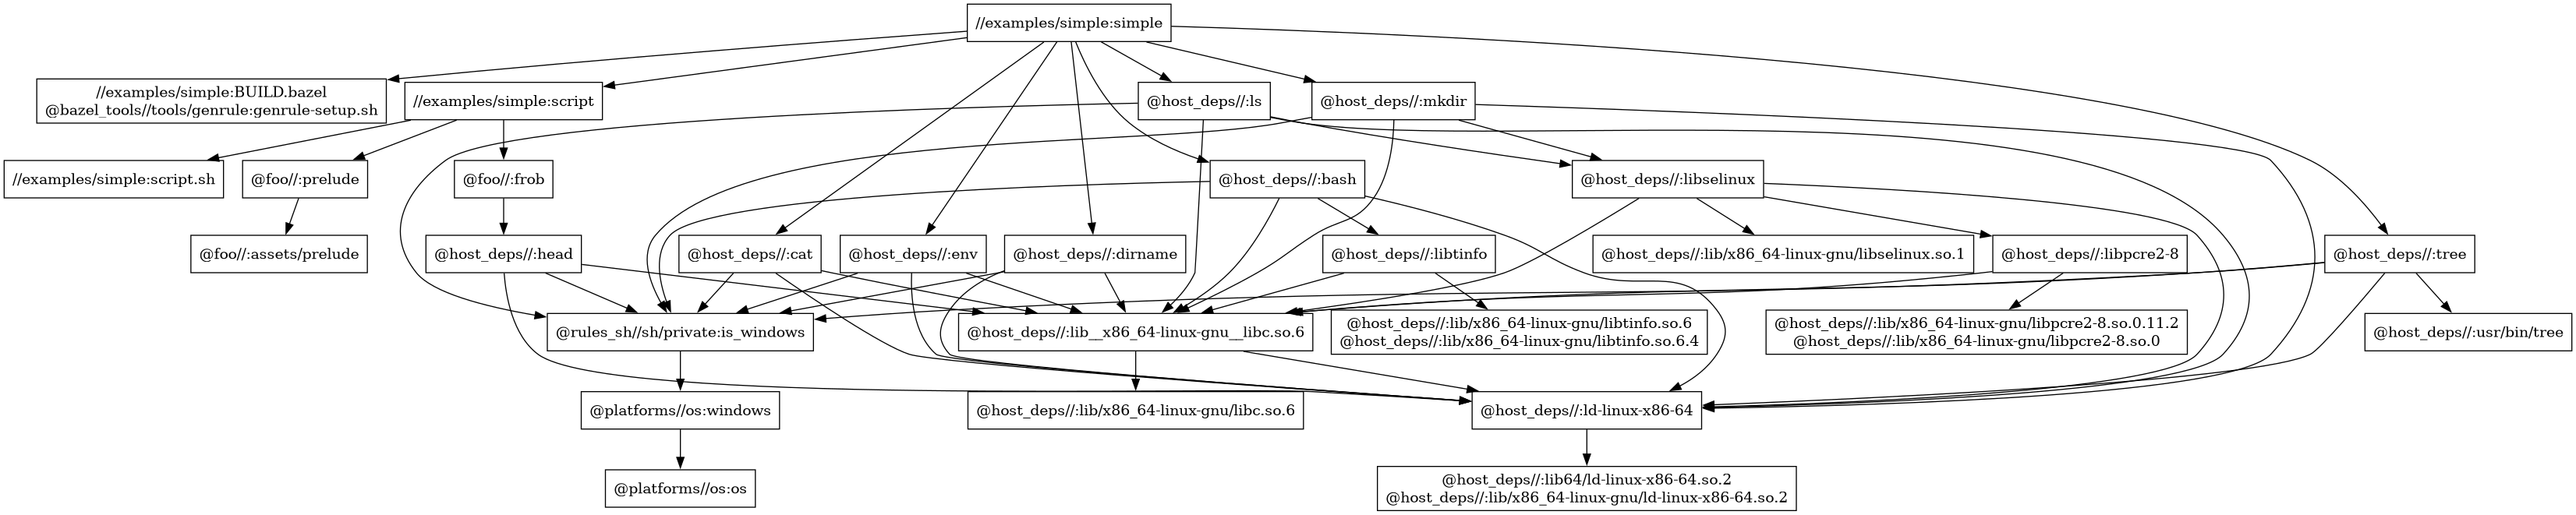 //examples/simple:simple
//examples/simple:BUILD.bazel
@bazel_tools//tools/genrule:genrule-setup.sh
//examples/simple:script
@host_deps//:ls
@host_deps//:mkdir
//examples/simple:script.sh
@foo//:prelude
@foo//:frob
@host_deps//:bash
@host_deps//:libselinux
@foo//:assets/prelude
@host_deps//:head
@host_deps//:cat
@host_deps//:env
@host_deps//:dirname
@host_deps//:libtinfo
@host_deps//:lib/x86_64-linux-gnu/libselinux.so.1
@host_deps//:libpcre2-8
@host_deps//:tree
@rules_sh//sh/private:is_windows
@host_deps//:lib__x86_64-linux-gnu__libc.so.6
@host_deps//:lib/x86_64-linux-gnu/libtinfo.so.6
@host_deps//:lib/x86_64-linux-gnu/libtinfo.so.6.4
@host_deps//:lib/x86_64-linux-gnu/libpcre2-8.so.0.11.2
@host_deps//:lib/x86_64-linux-gnu/libpcre2-8.so.0
@host_deps//:usr/bin/tree
@platforms//os:windows
@host_deps//:lib/x86_64-linux-gnu/libc.so.6
@host_deps//:ld-linux-x86-64
@platforms//os:os
@host_deps//:lib64/ld-linux-x86-64.so.2
@host_deps//:lib/x86_64-linux-gnu/ld-linux-x86-64.so.2